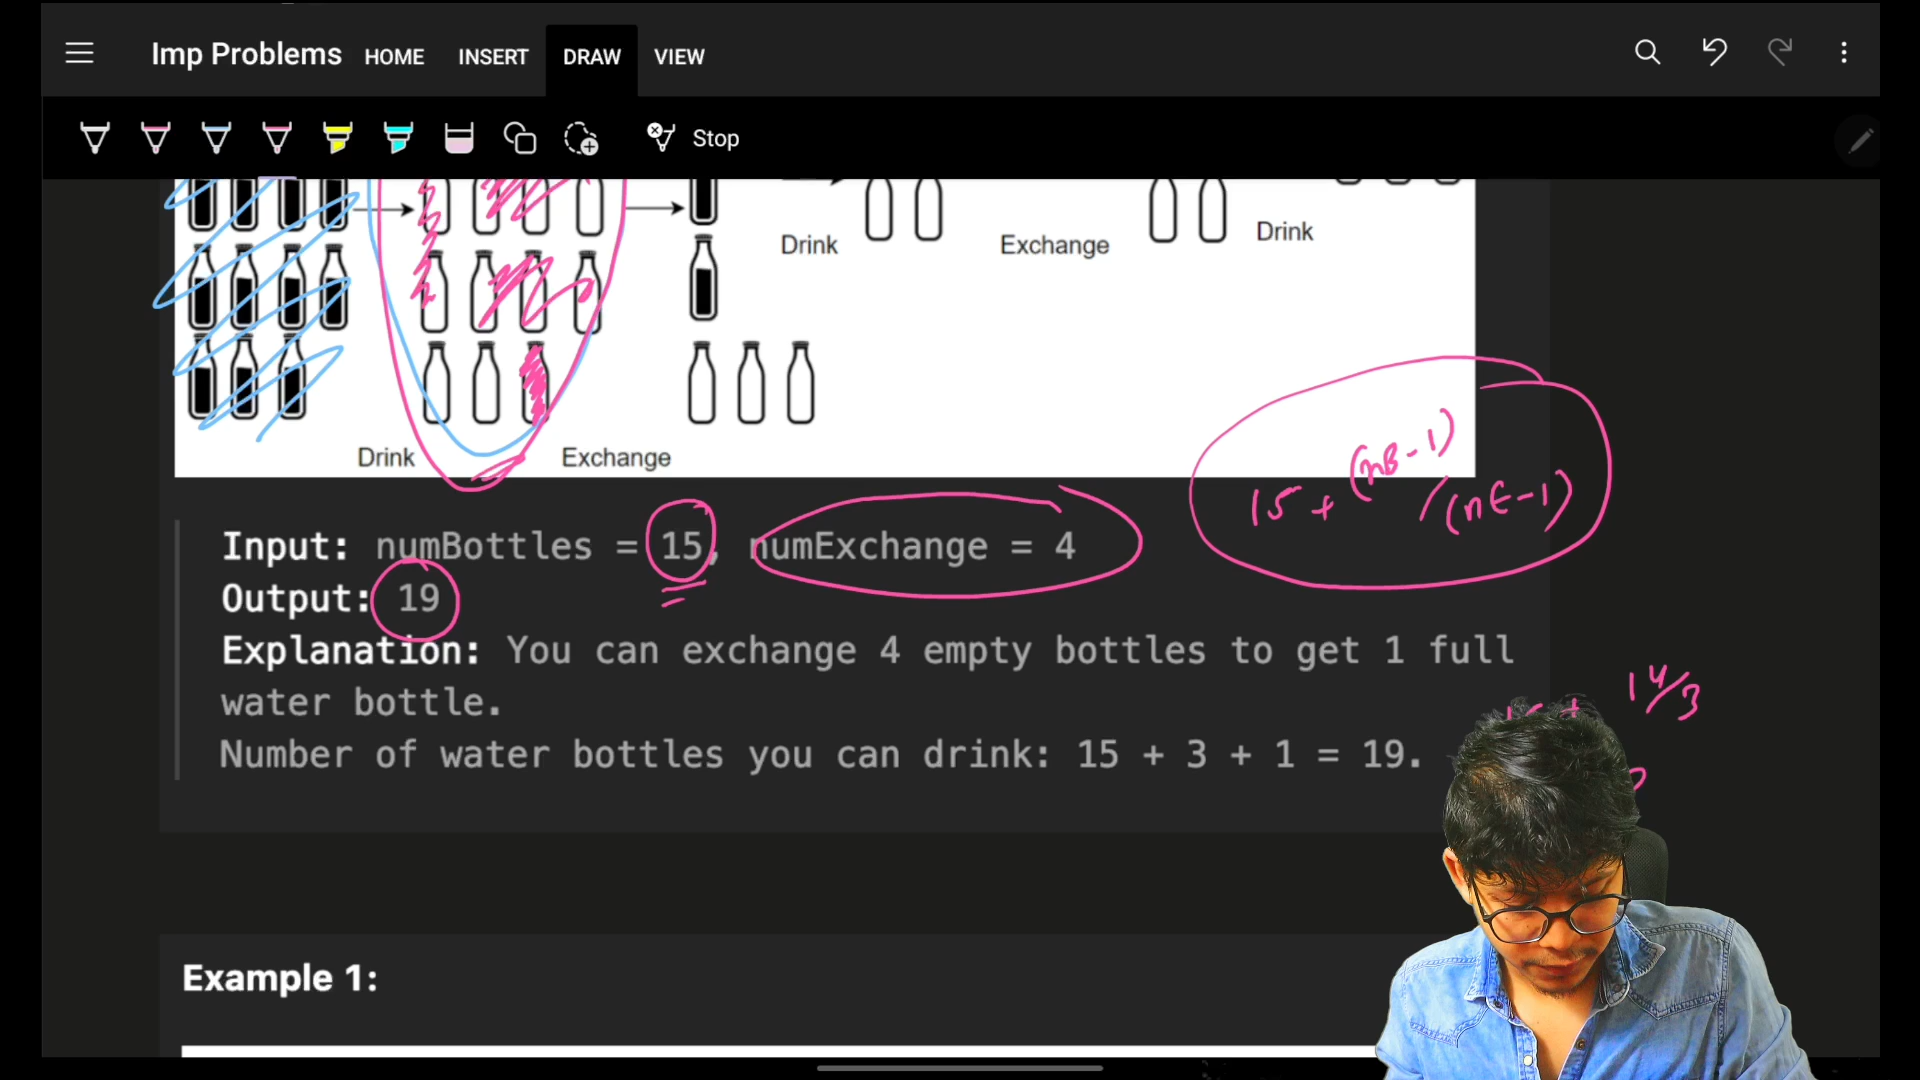 Imp Problems HOME INSERT DRAW VIEW
Stop
Drink Exchange Drink
Drink Exchange
(nB-1)
15 + /(nE-1)
Input: numBottles = 15, numExchange = 4
Output: 19
Explanation: You can exchange 4 empty bottles to get 1 full
water bottle.
14/3
Number of water bottles you can drink: 15 + 3 + 1 = 19.
Example 1: